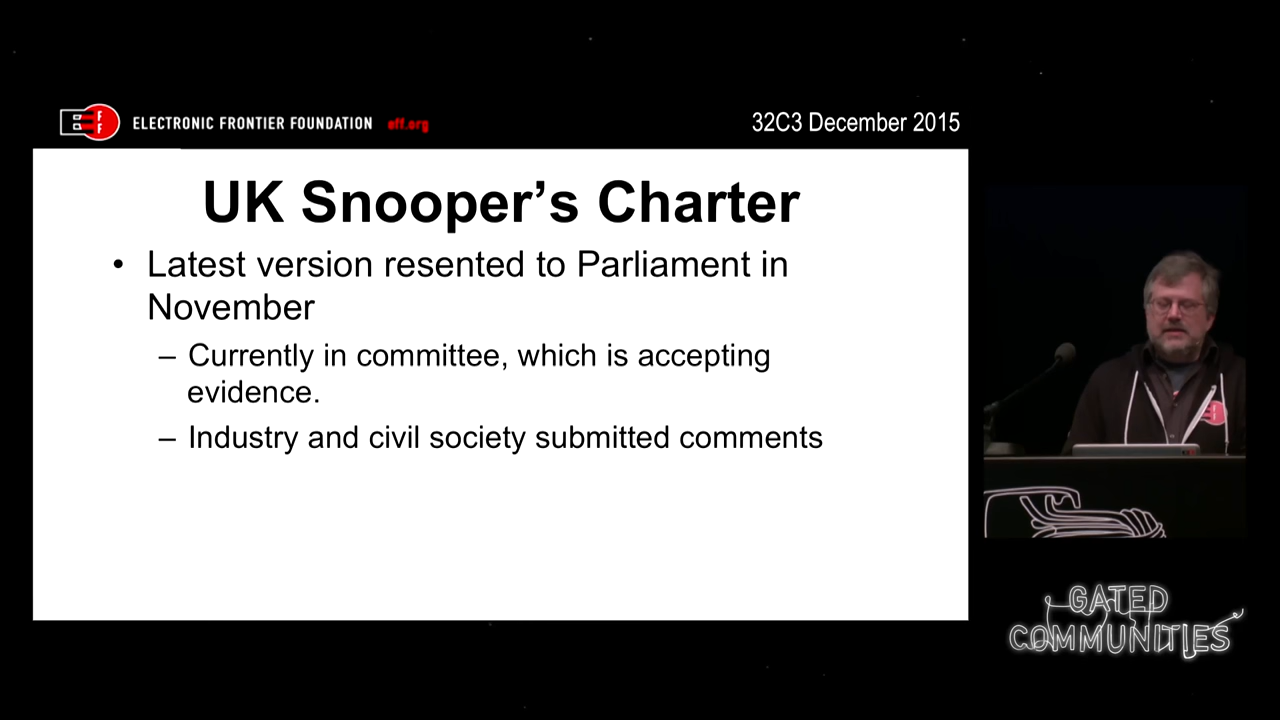 ELECTRONIC FRONTIER FOUNDATION eff.org
32C3 December 2015
UK Snooper’s Charter
• Latest version resented to Parliament in
November
– Currently in committee, which is accepting
evidence.
– Industry and civil society submitted comments
EFF
GATED
COMMUNITIES